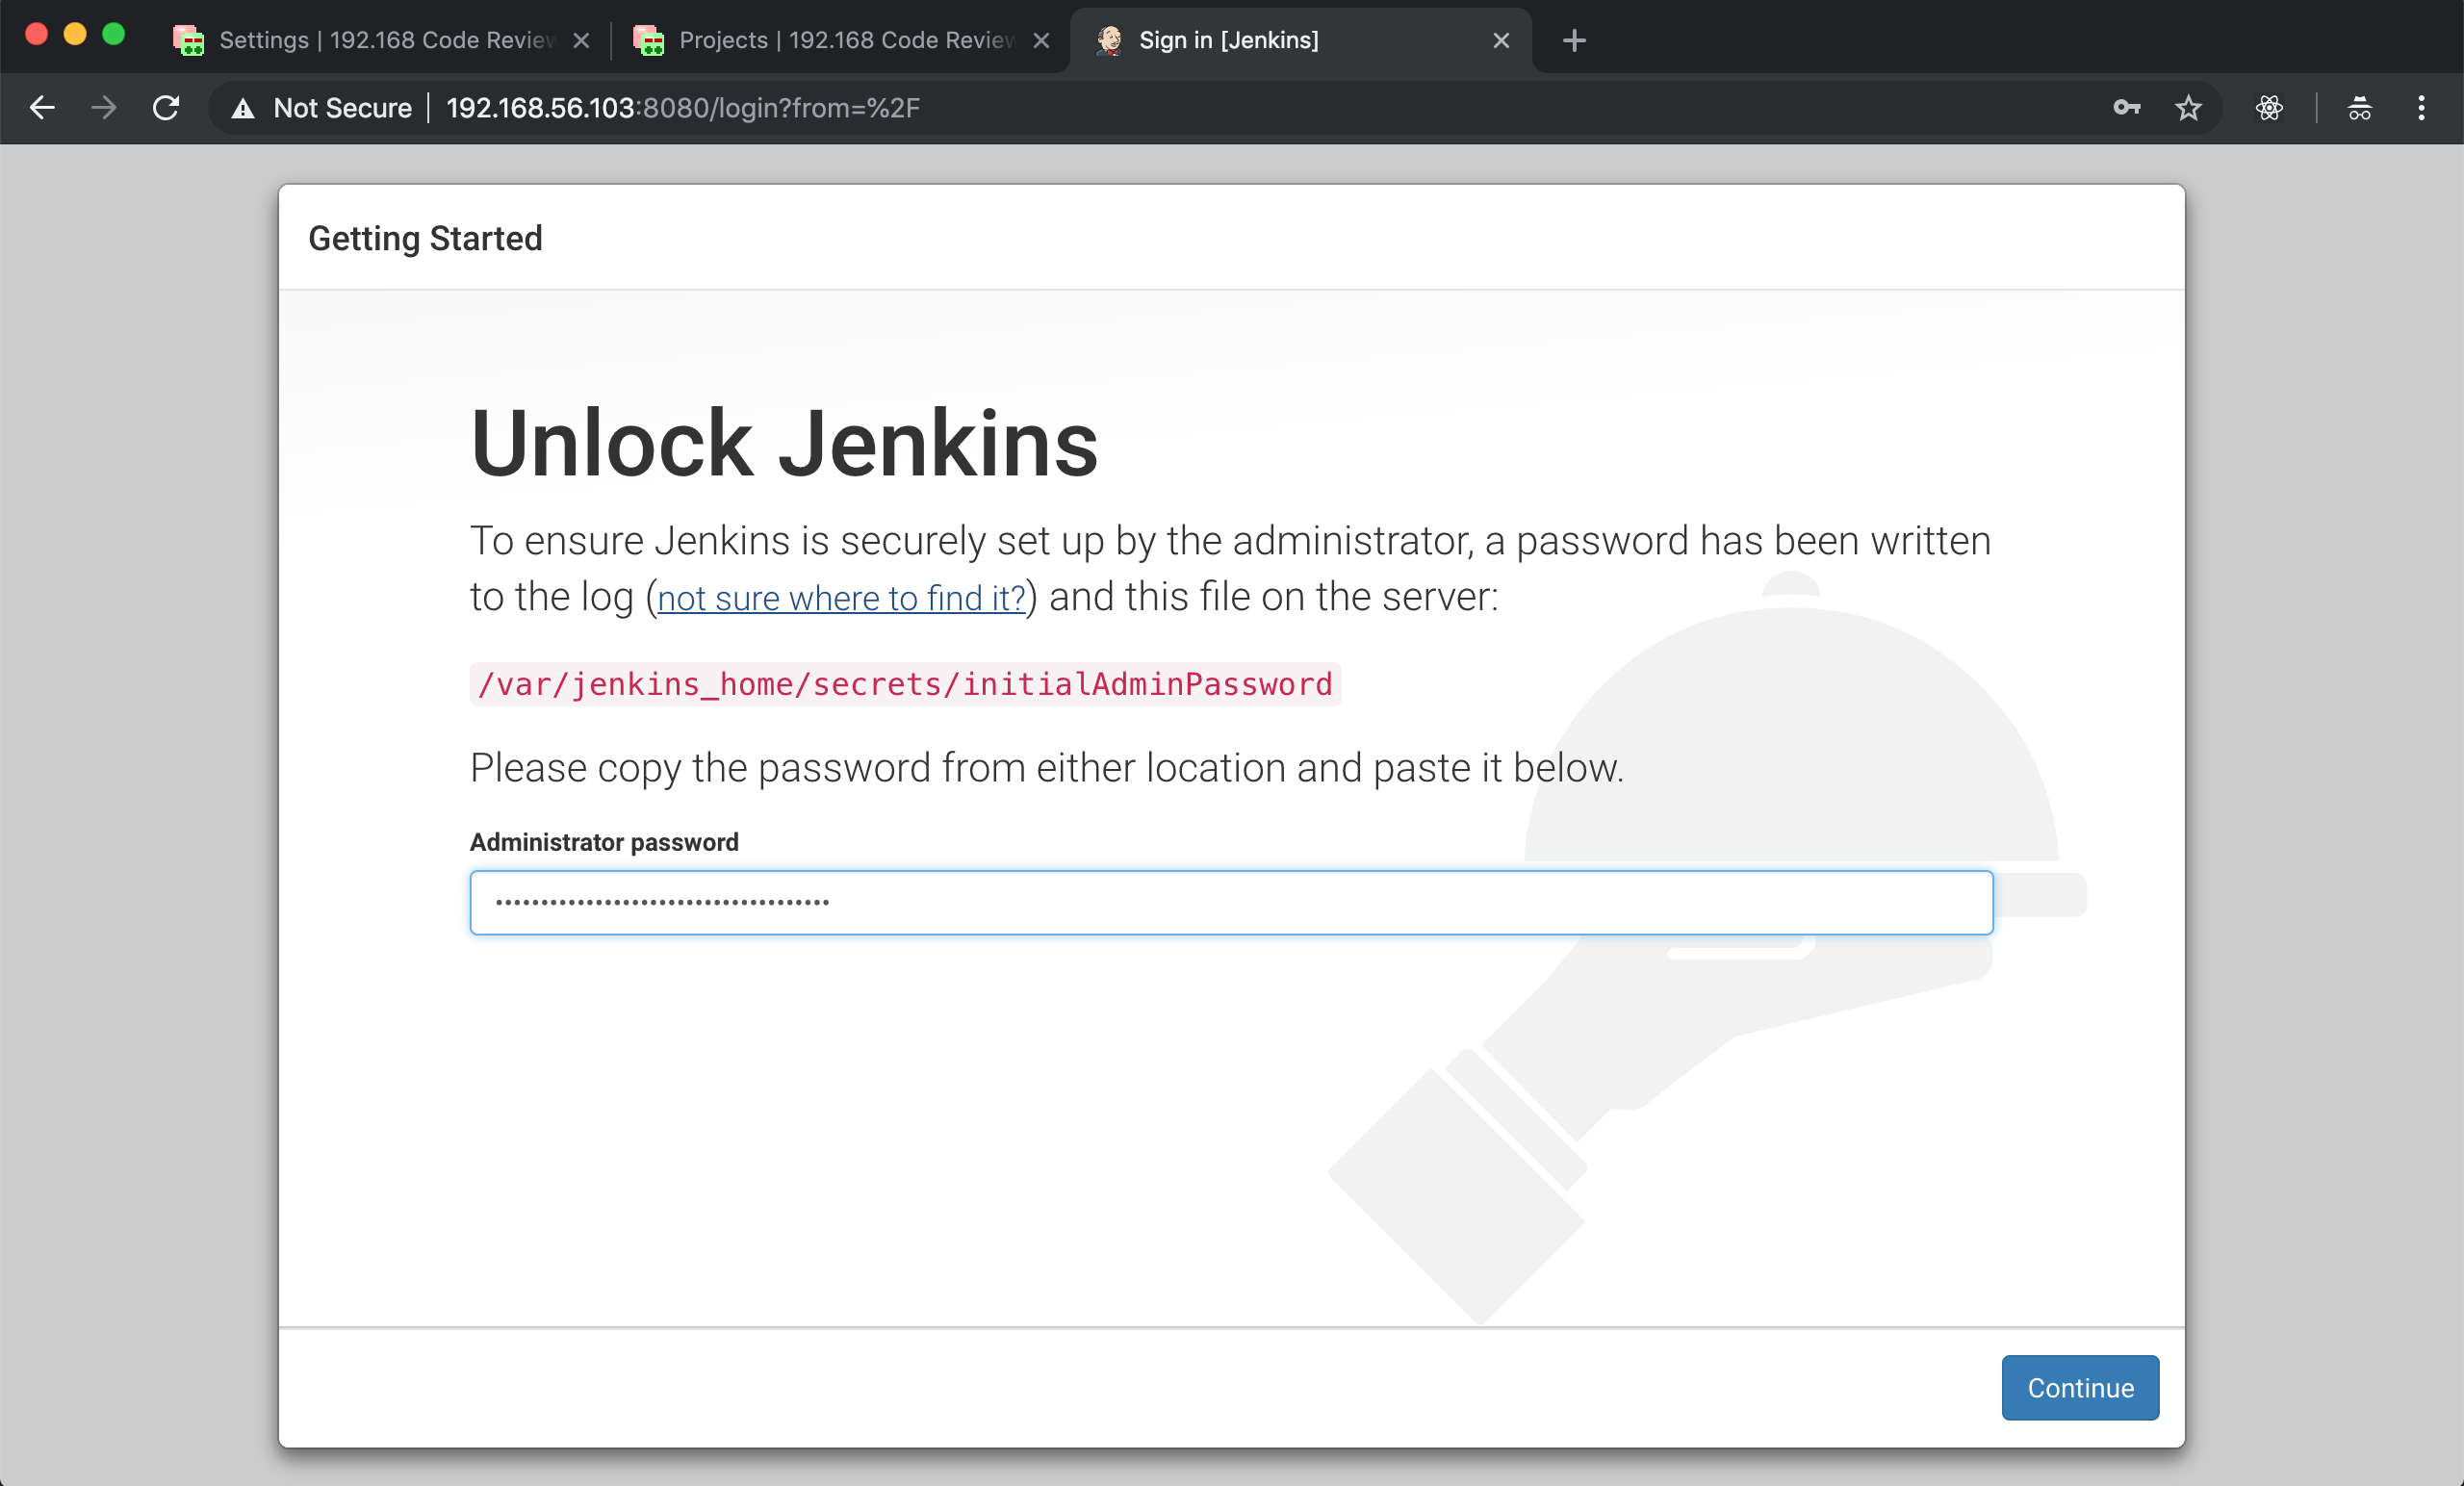 Settings | 192.168 Code Review
Projects | 192.168 Code Review
Sign in [Jenkins]
Not Secure
192.168.56.103:8080/login?from=%2F
Getting Started
Unlock Jenkins
To ensure Jenkins is securely set up by the administrator, a password has been written
to the log (not sure where to find it?) and this file on the server:
/var/jenkins_home/secrets/initialAdminPassword
Please copy the password from either location and paste it below.
Administrator password
Continue